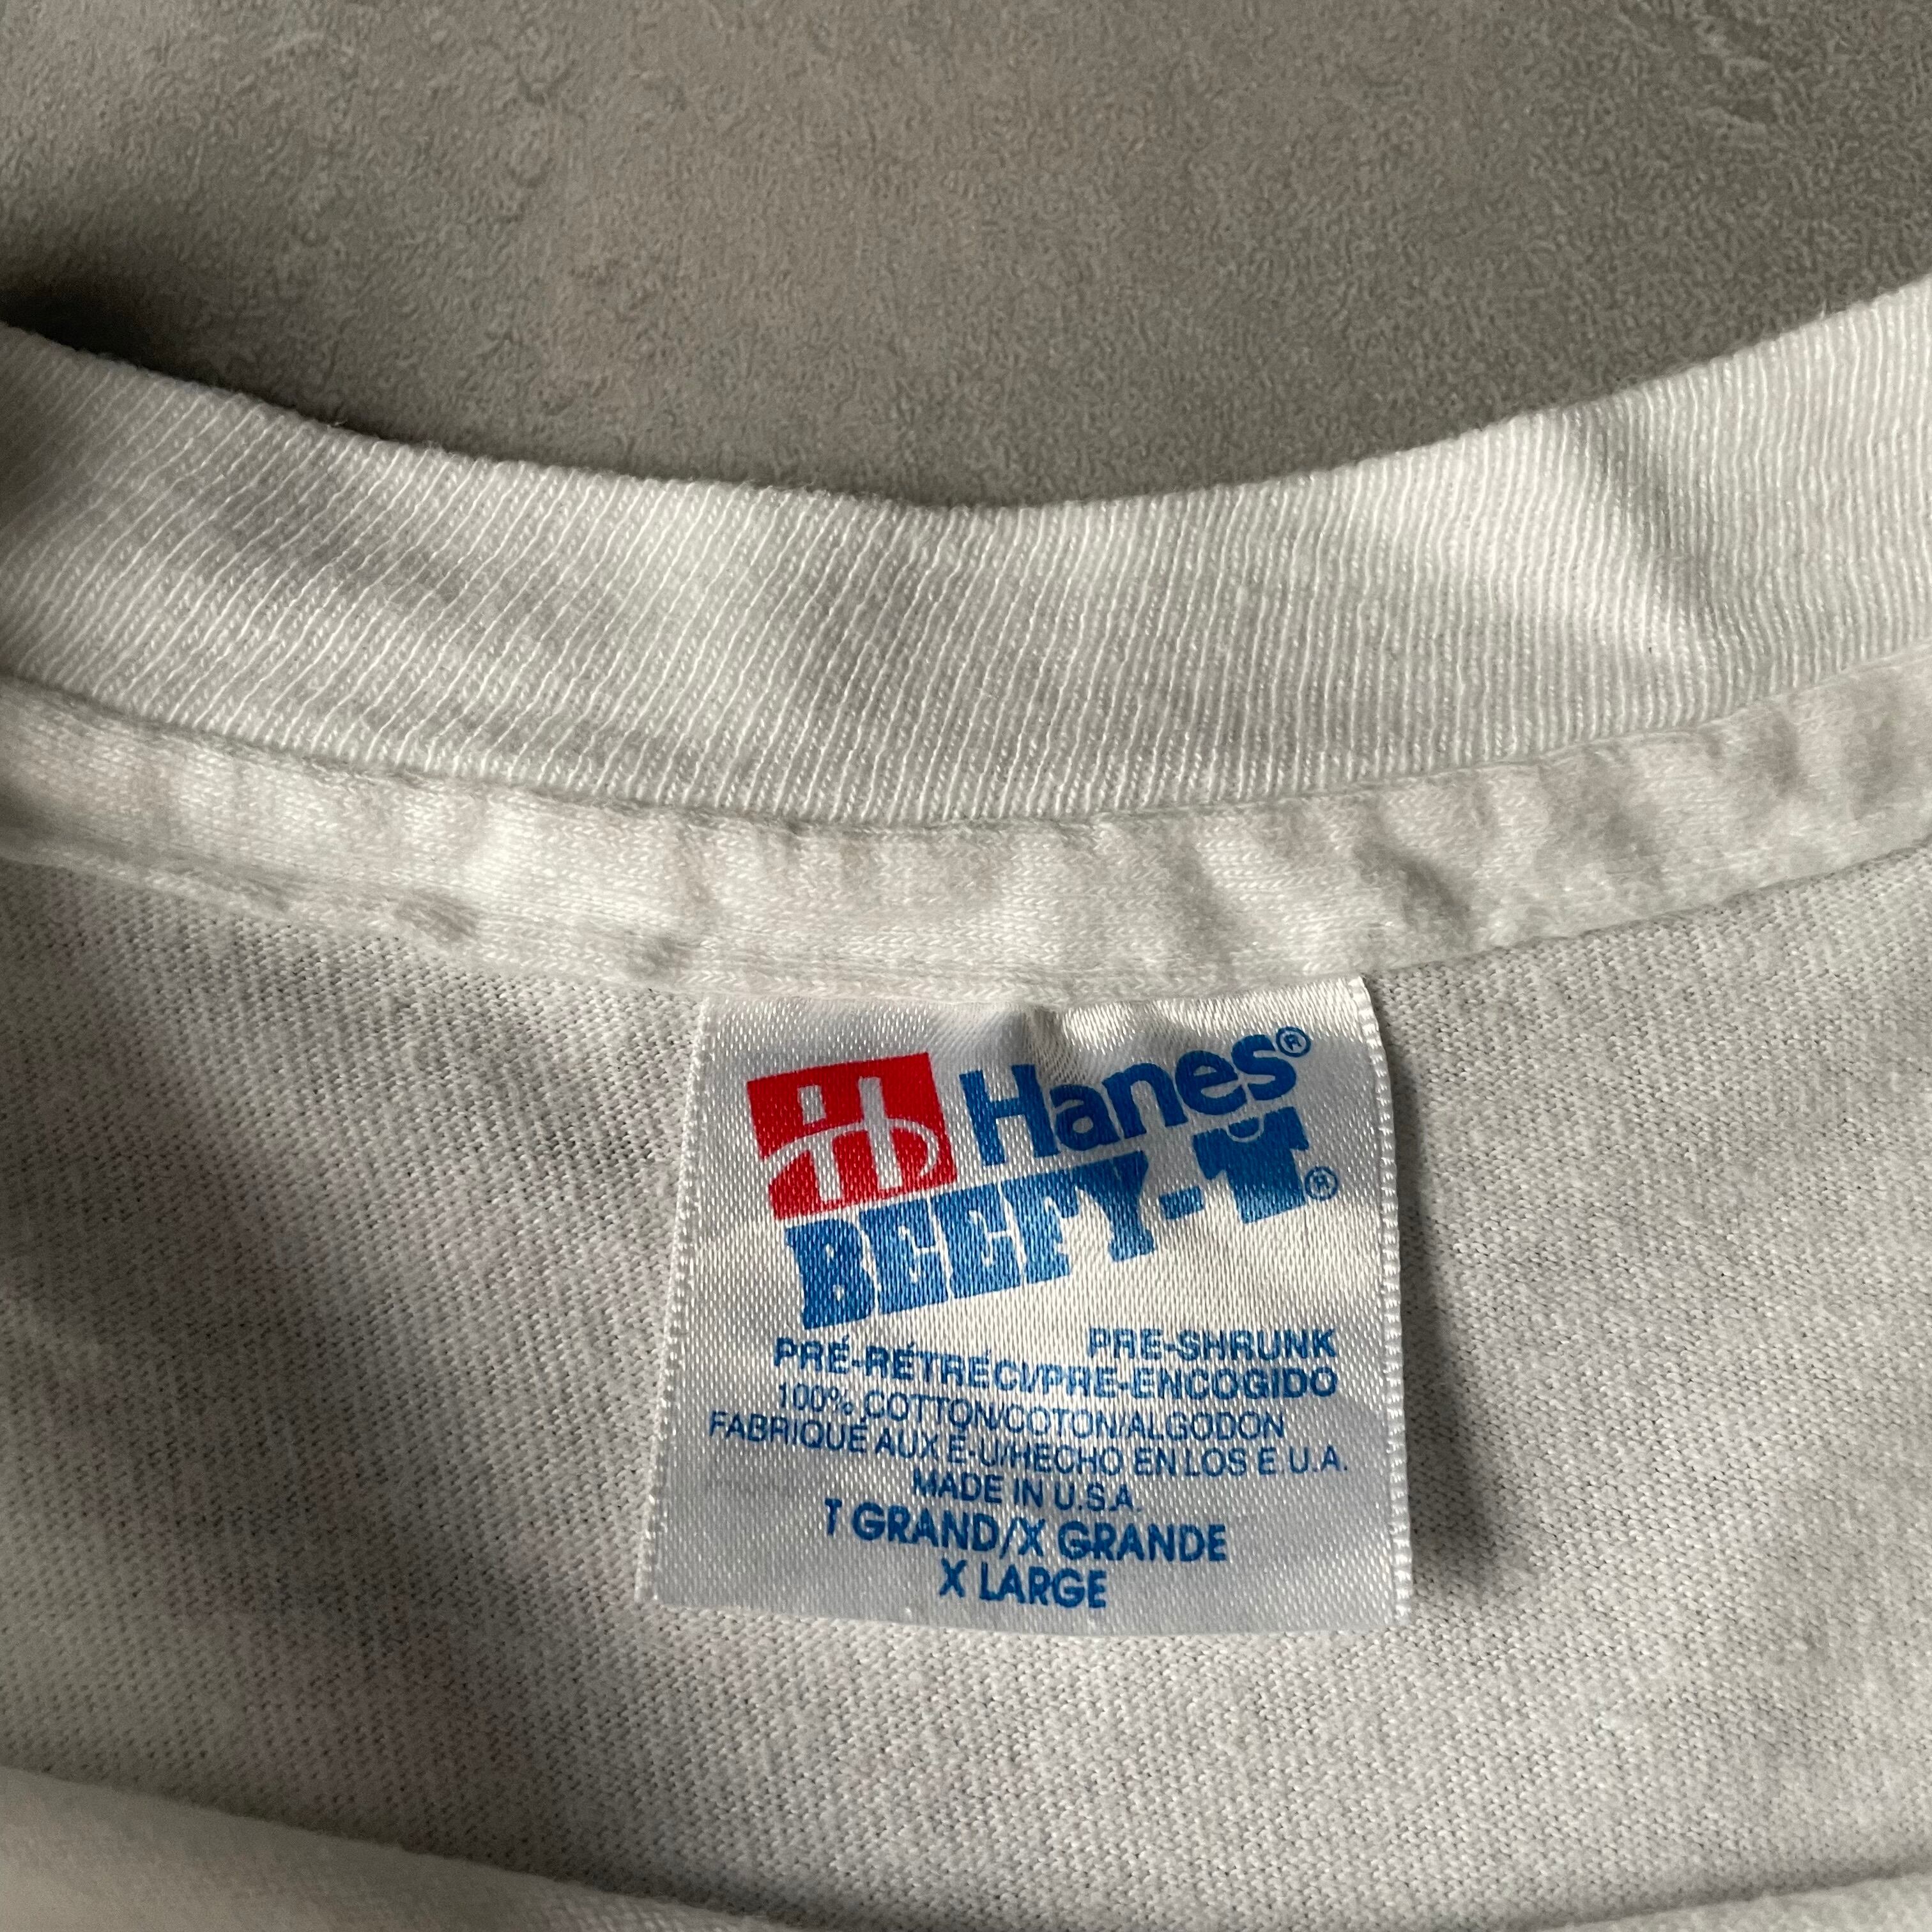 Hanes®
BEEFY-T®
PRE-SHRUNK
PRÉ-RÉTRÉCI/PRE-ENCOGIDO
100% COTTON/COTON/ALGODON
FABRIQUÉ AUX É-U/HECHO EN LOS E.U.A.
MADE IN U.S.A.
T GRAND/X GRANDE
X LARGE